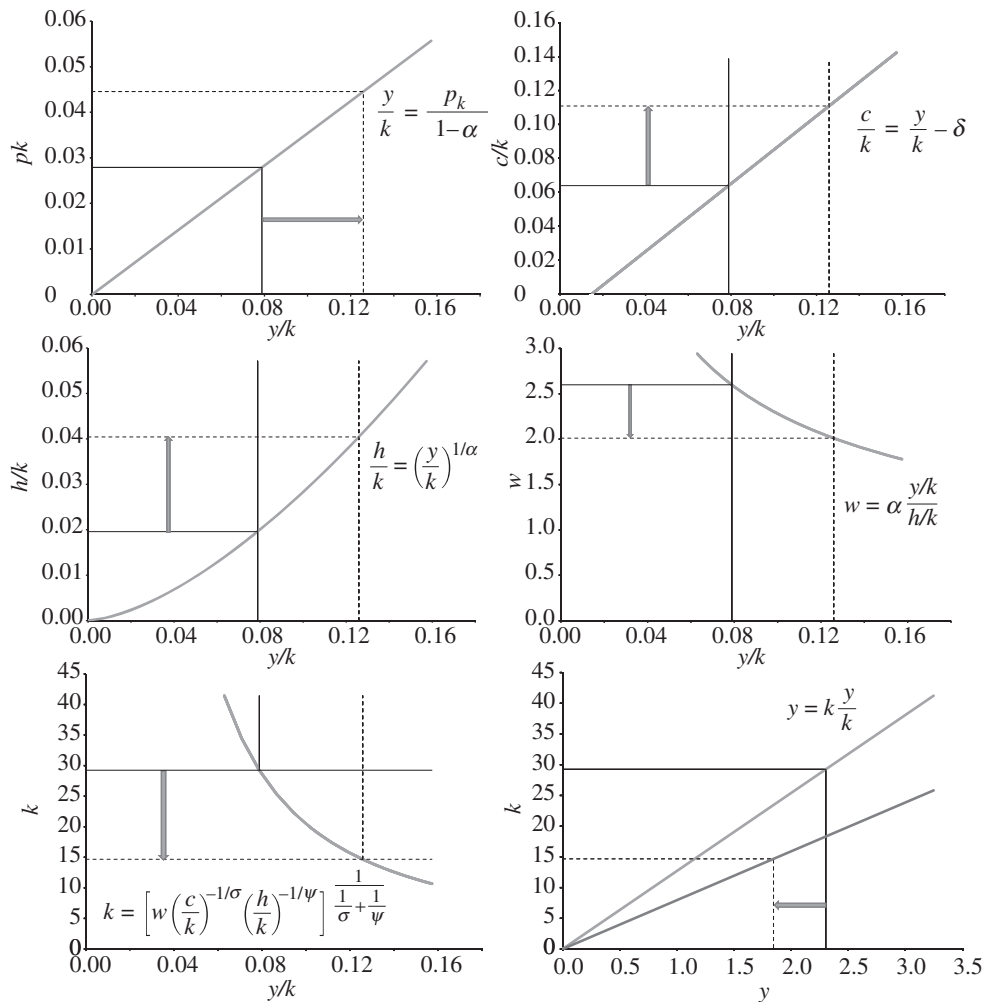 0.06
0.05
0.04
0.03
0.02
0.01
0
pk
y/k = p_k/(1–α)
0.00 0.04 0.08 0.12 0.16
y/k
0.16
0.14
0.12
0.10
0.08
0.06
0.04
0.02
0
c/k
c/k = y/k – δ
0.00 0.04 0.08 0.12 0.16
y/k
0.06
0.05
0.04
0.03
0.02
0.01
0.00
h/k
h/k = (y/k)^{1/α}
0.00 0.04 0.08 0.12 0.16
y/k
3.0
2.5
2.0
1.5
1.0
0.5
0.0
w
w = α (y/k)/(h/k)
0.00 0.04 0.08 0.12 0.16
y/k
45
40
35
30
25
20
15
10
5
0
k
k = [w (c/k)^{–1/σ} (h/k)^{–1/ψ}]^{1/(1/σ + 1/ψ)}
0.00 0.04 0.08 0.12 0.16
y/k
45
40
35
30
25
20
15
10
5
0
k
y = k y/k
0.0 0.5 1.0 1.5 2.0 2.5 3.0 3.5
y